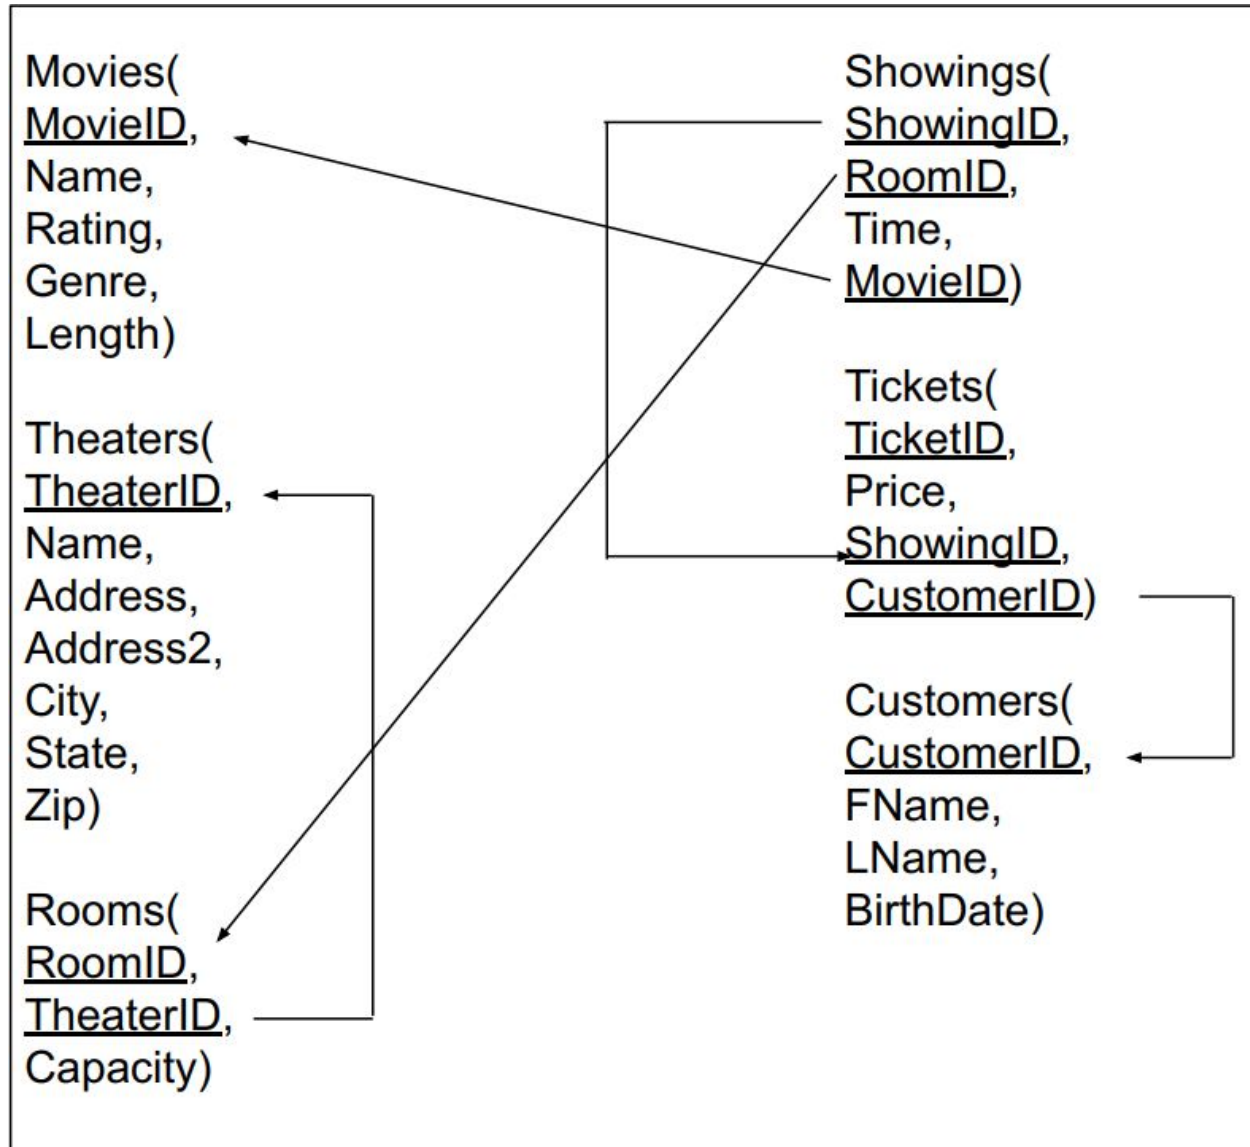 Movies(
MovieID,
Name,
Rating,
Genre,
Length)
Theaters(
TheaterID,
Name,
Address,
Address2,
City,
State,
Zip)
Rooms(
RoomID,
TheaterID,
Capacity)
Showings(
ShowingID,
RoomID,
Time,
MovieID)
Tickets(
TicketID,
Price,
ShowingID,
CustomerID)
Customers(
CustomerID,
FName,
LName,
BirthDate)